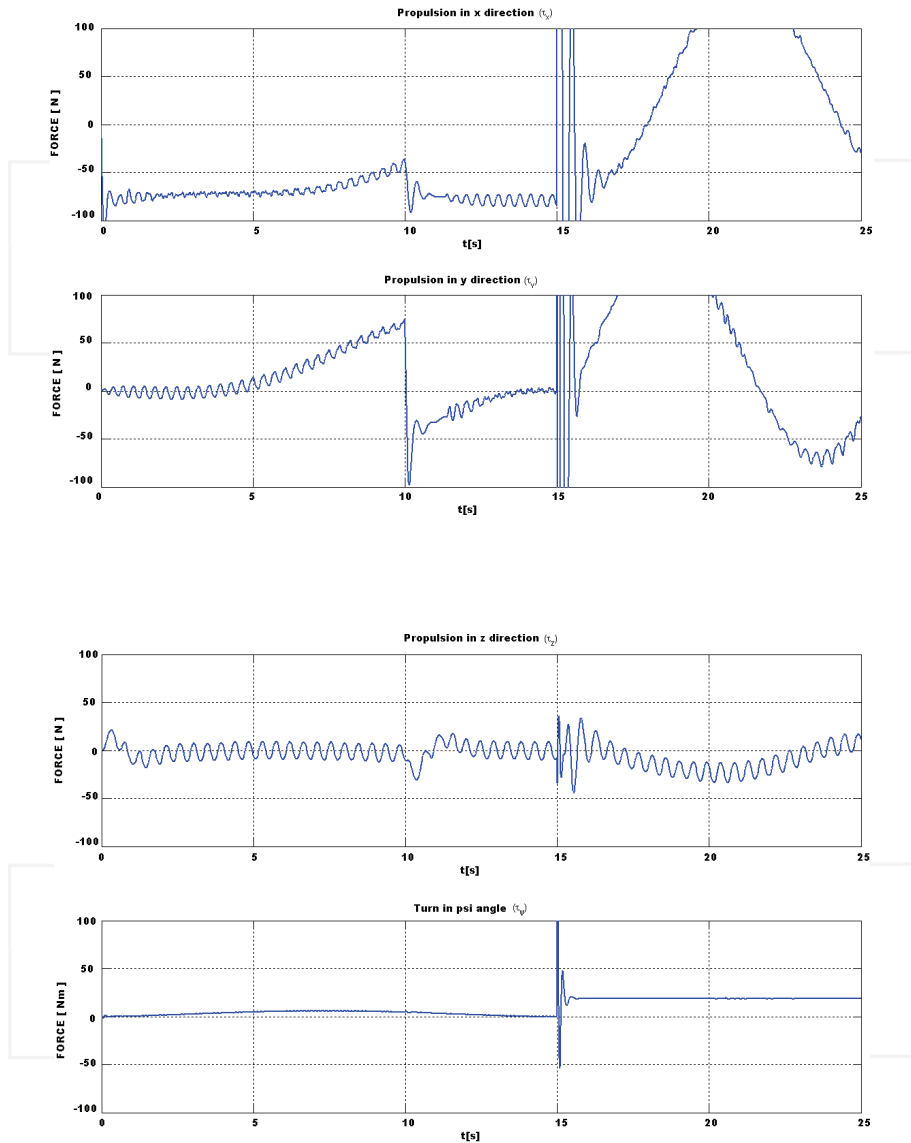 Propulsion in x direction (τx)
100
50
0
-50
-100
FORCE [ N ]
0 5 10 15 20 25
t[s]
Propulsion in y direction (τy)
100
50
0
-50
-100
FORCE [ N ]
0 5 10 15 20 25
t[s]
Propulsion in z direction (τz)
100
50
0
-50
-100
FORCE [ N ]
0 5 10 15 20 25
t[s]
Turn in psi angle (τψ)
100
50
0
-50
-100
FORCE [ Nm ]
0 5 10 15 20 25
t[s]